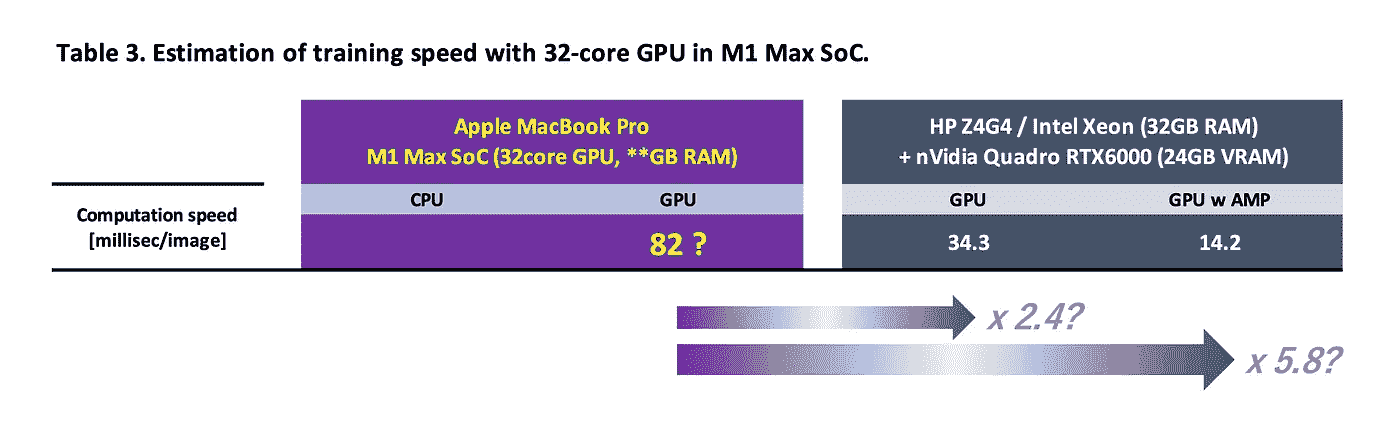 Table 3. Estimation of training speed with 32-core GPU in M1 Max SoC.
Apple MacBook Pro
M1 Max SoC (32core GPU, **GB RAM)
HP Z4G4 / Intel Xeon (32GB RAM)
+ nVidia Quadro RTX6000 (24GB VRAM)
CPU
GPU
GPU
GPU w AMP
Computation speed
[millisec/image]
82 ?
34.3
14.2
x 2.4?
x 5.8?